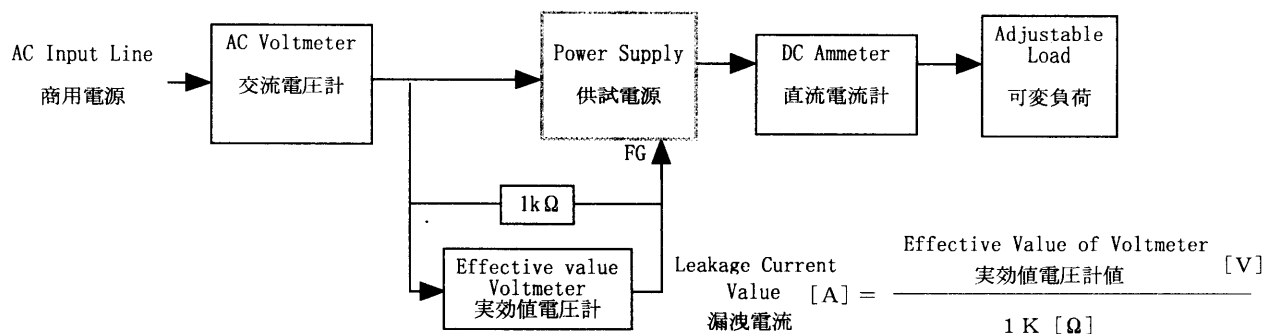 AC Input Line
商用電源
AC Voltmeter
交流電圧計
Power Supply
供試電源
DC Ammeter
直流電流計
Adjustable
Load
可変負荷
FG
1kΩ
Effective value
Voltmeter
実効値電圧計
Leakage Current
Value [A] =
漏洩電流
Effective Value of Voltmeter
実効値電圧計値 [V]
1 K [Ω]